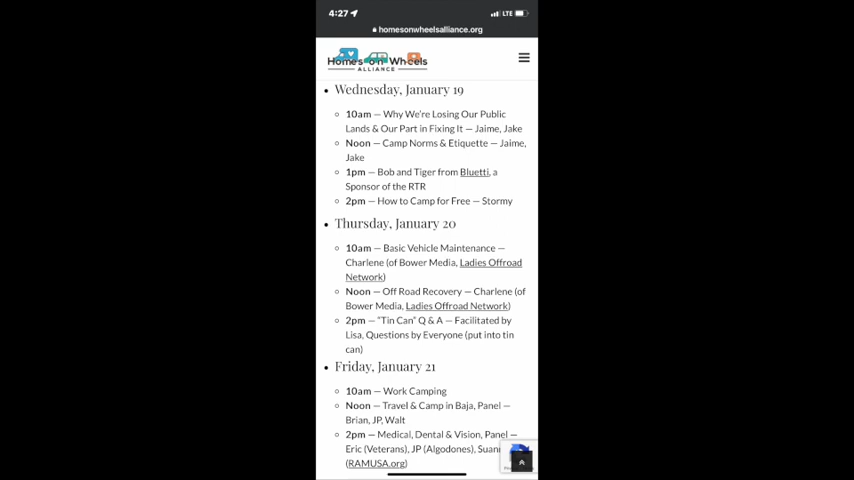 4:27
LTE
homesonwheelsalliance.org
Homes on Wheels
ALLIANCE
• Wednesday, January 19
10am — Why We're Losing Our Public
Lands & Our Part in Fixing It — Jaime, Jake
Noon — Camp Norms & Etiquette — Jaime,
Jake
1pm — Bob and Tiger from Bluetti, a
Sponsor of the RTR
2pm — How to Camp for Free — Stormy
• Thursday, January 20
10am — Basic Vehicle Maintenance —
Charlene (of Bower Media, Ladies Offroad
Network)
Noon — Off Road Recovery — Charlene (of
Bower Media, Ladies Offroad Network)
2pm — “Tin Can” Q & A — Facilitated by
Lisa, Questions by Everyone (put into tin
can)
• Friday, January 21
10am — Work Camping
Noon — Travel & Camp in Baja, Panel —
Brian, JP, Walt
2pm — Medical, Dental & Vision, Panel —
Eric (Veterans), JP (Algodones),
(RAMUSA.org)